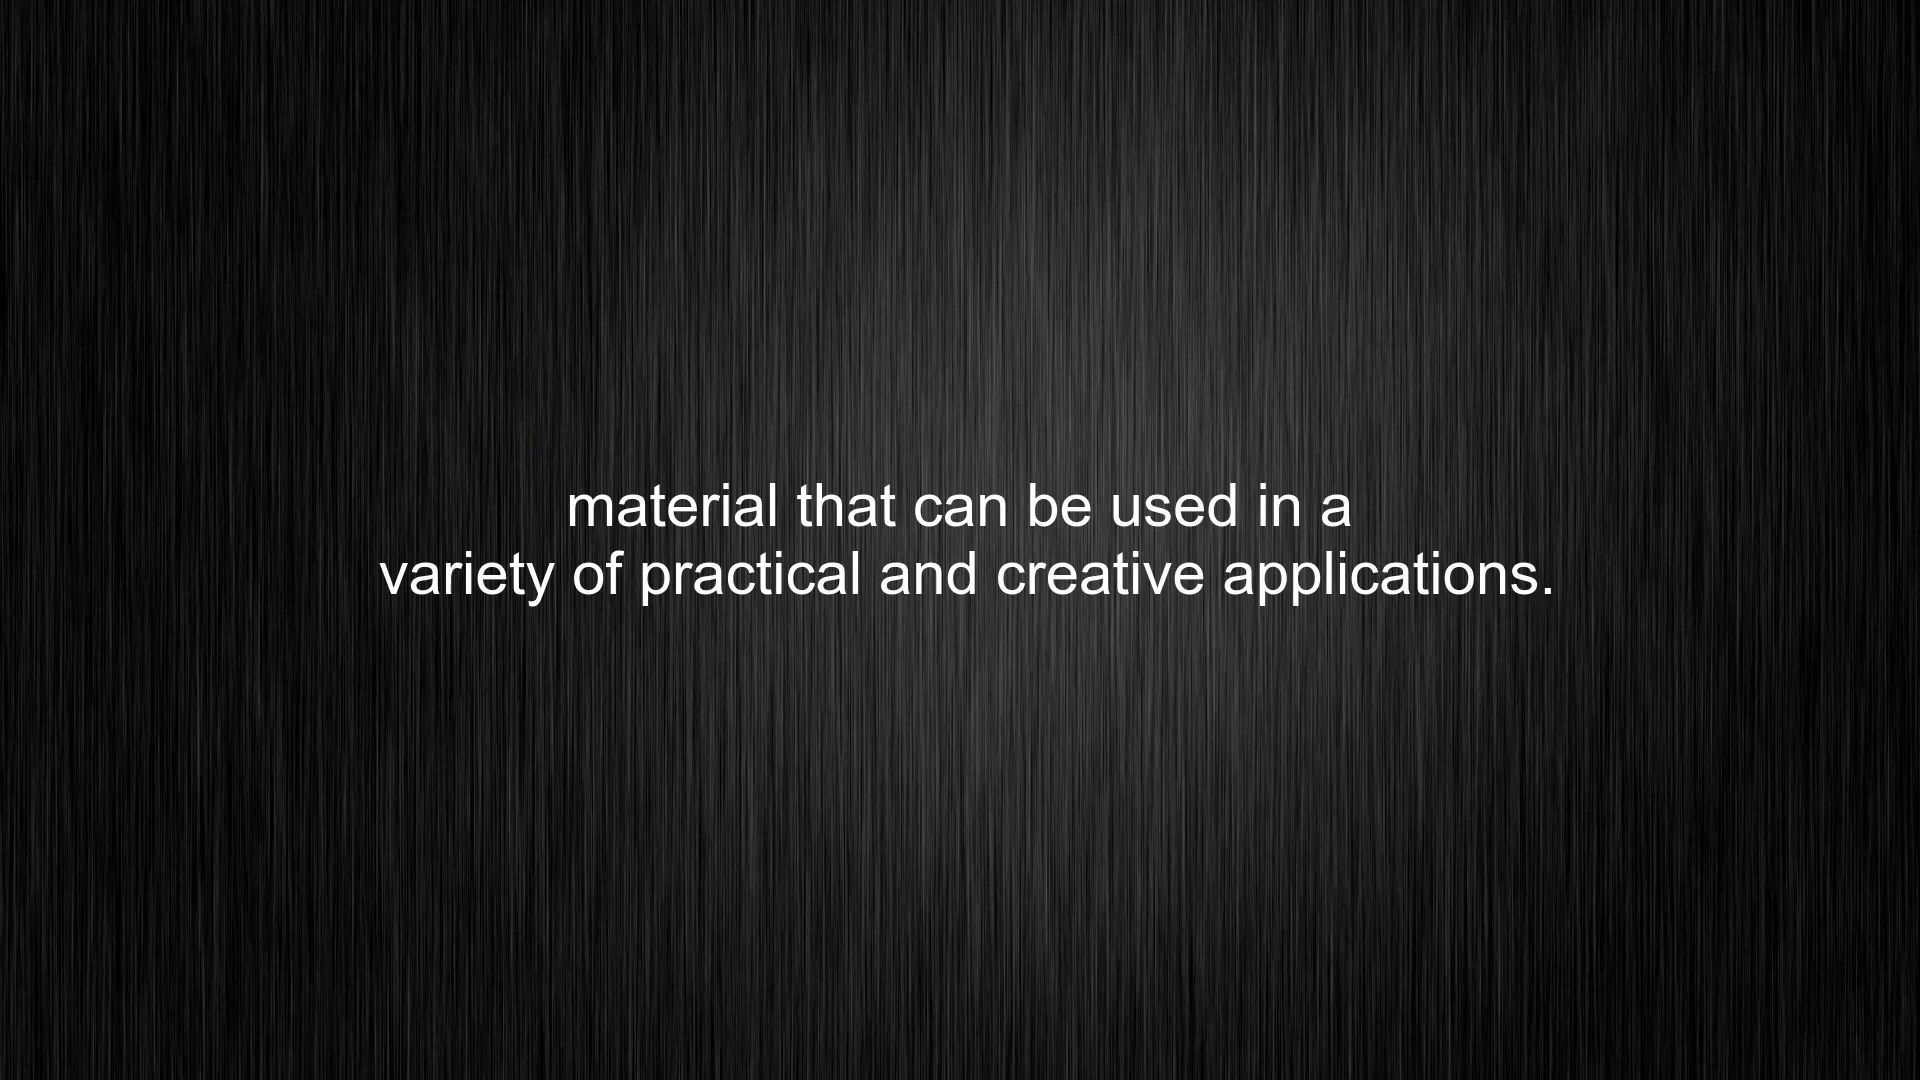 material that can be used in a
variety of practical and creative applications.